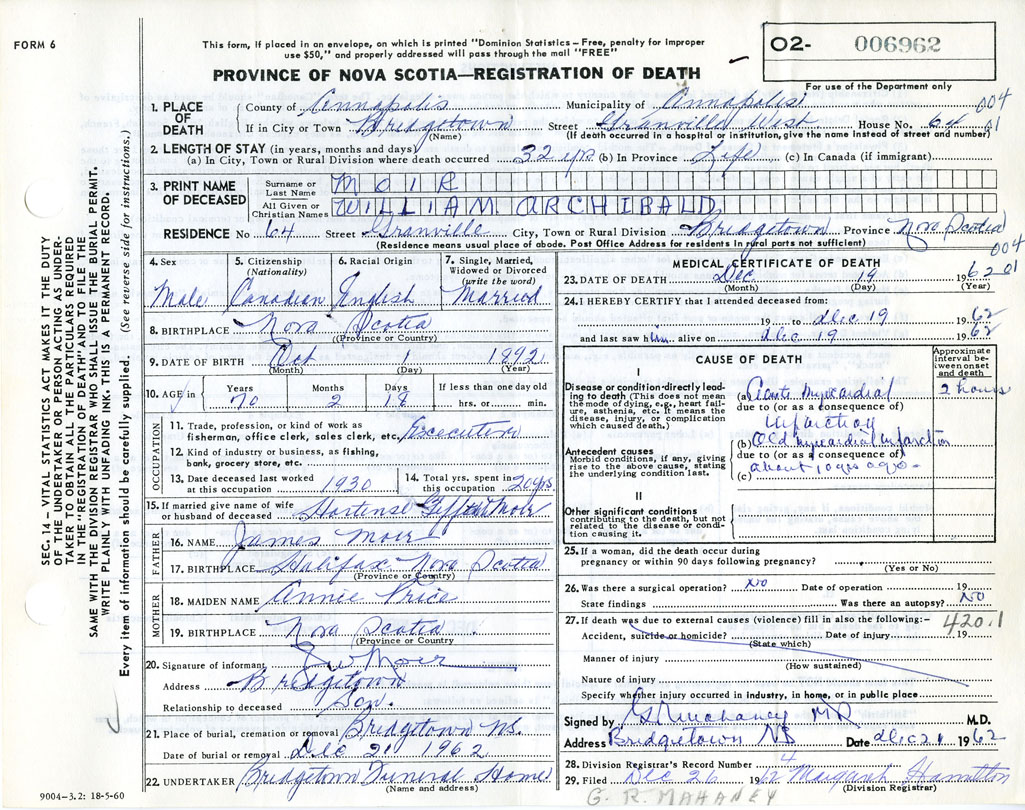 FORM 6
This form, if placed in an envelope, on which is printed "Dominion Statistics – Free, penalty for improper
use $50," and properly addressed will pass through the mail "FREE"
O2- 006962
PROVINCE OF NOVA SCOTIA—REGISTRATION OF DEATH
For use of the Department only
1. PLACE OF DEATH County of Annapolis Municipality of Annapolis 004
If in City or Town Bridgetown Street Granville West House No. 64 01
(Name) (If death occurred in a hospital or institution, give the name instead of street and number)
2. LENGTH OF STAY (in years, months and days)
(a) In City, Town or Rural Division where death occurred 32 yrs (b) In Province Life (c) In Canada (if immigrant)
3. PRINT NAME OF DECEASED
Surname or Last Name MOIR
All Given or Christian Names WILLIAM ARCHIBALD
RESIDENCE No 64 Street Granville City, Town or Rural Division Bridgetown Province Nova Scotia
(Residence means usual place of abode. Post Office Address for residents in rural parts not sufficient)
004
01
4. Sex 5. Citizenship (Nationality) 6. Racial Origin 7. Single, Married, Widowed or Divorced (write the word)
Male Canadian English Married
8. BIRTHPLACE Nova Scotia
(Province or Country)
9. DATE OF BIRTH Oct 1 1892
(Month) (Day) (Year)
10. AGE in Years Months Days If less than one day old
70 2 18 hrs. or min.
OCCUPATION
11. Trade, profession, or kind of work as
fisherman, office clerk, sales clerk, etc. Executive
12. Kind of industry or business, as fishing,
bank, grocery store, etc.
13. Date deceased last worked at this occupation 1930
14. Total yrs. spent in this occupation 20 yrs
15. If married give name of wife
or husband of deceased Hortense Moir
FATHER
16. NAME James Moir
17. BIRTHPLACE Halifax Nova Scotia
(Province or Country)
MOTHER
18. MAIDEN NAME Annie Price
19. BIRTHPLACE Nova Scotia
(Province or Country)
20. Signature of informant Moir
Address Bridgetown
Relationship to deceased Son.
21. Place of burial, cremation or removal Bridgetown NS.
Date of burial or removal Dec 21 1962
22. UNDERTAKER Bridgetown Funeral Home
(Name and address)
MEDICAL CERTIFICATE OF DEATH
23. DATE OF DEATH Dec 19 1962
(Month) (Day) (Year)
24. I HEREBY CERTIFY that I attended deceased from:
19 to Dec 19 1962
and last saw him alive on Dec 19 1962
CAUSE OF DEATH
Approximate interval between onset and death
I
Disease or condition directly leading to death (This does not mean the mode of dying, e.g., heart failure, asthenia, etc. It means the disease, injury, or complication which caused death.)
(a) Acute myocardial 2 hours
due to (or as a consequence of)
infarction
Antecedent causes
Morbid conditions, if any, giving rise to the above cause, stating the underlying condition last.
(b) Old myocardial infarction
due to (or as a consequence of)
about 10 yrs ago -
(c)
II
Other significant conditions
contributing to the death, but not related to the disease or condition causing it.
25. If a woman, did the death occur during
pregnancy or within 90 days following pregnancy?
(Yes or No)
26. Was there a surgical operation? No Date of operation 19
State findings Was there an autopsy? No
27. If death was due to external causes (violence) fill in also the following:– 420.1
Accident, suicide or homicide? Date of injury 19
(State which)
Manner of injury
(How sustained)
Nature of injury
Specify whether injury occurred in industry, in home, or in public place
Signed by G R Mahaney M.D.
Address Bridgetown NS Date Dec 21 1962
28. Division Registrar's Record Number 4
29. Filed Dec 26 1962 Margaret Hamilton
(Division Registrar)
G. R. MAHANEY
SEC. 14 – VITAL STATISTICS ACT MAKES IT THE DUTY
OF THE UNDERTAKER OR PERSON ACTING AS UNDER-
TAKER TO OBTAIN ALL THE PARTICULARS REQUIRED
IN THE "REGISTRATION OF DEATH" AND TO FILE THE
SAME WITH THE DIVISION REGISTRAR WHO SHALL ISSUE THE BURIAL PERMIT.
WRITE PLAINLY WITH UNFADING INK. THIS IS A PERMANENT RECORD.
Every item of information should be carefully supplied. (See reverse side for instructions.)
9004–3.2: 18-5-60